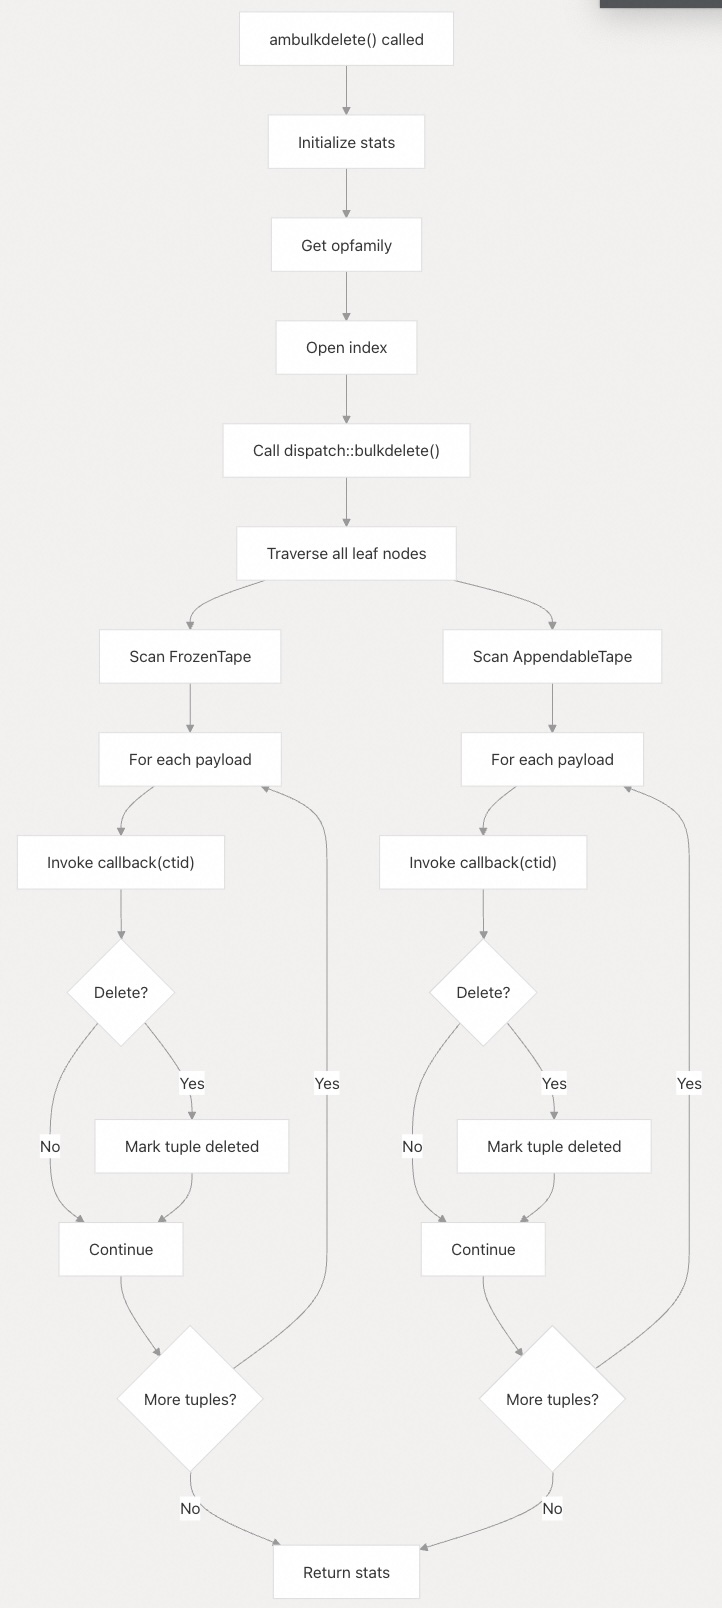 ambulkdelete() called
Initialize stats
Get opfamily
Open index
Call dispatch::bulkdelete()
Traverse all leaf nodes
Scan FrozenTape
Scan AppendableTape
For each payload
For each payload
Invoke callback(ctid)
Invoke callback(ctid)
Delete?
Delete?
Yes
Yes
Yes
Yes
No
Mark tuple deleted
No
Mark tuple deleted
Continue
Continue
More tuples?
More tuples?
No
No
Return stats